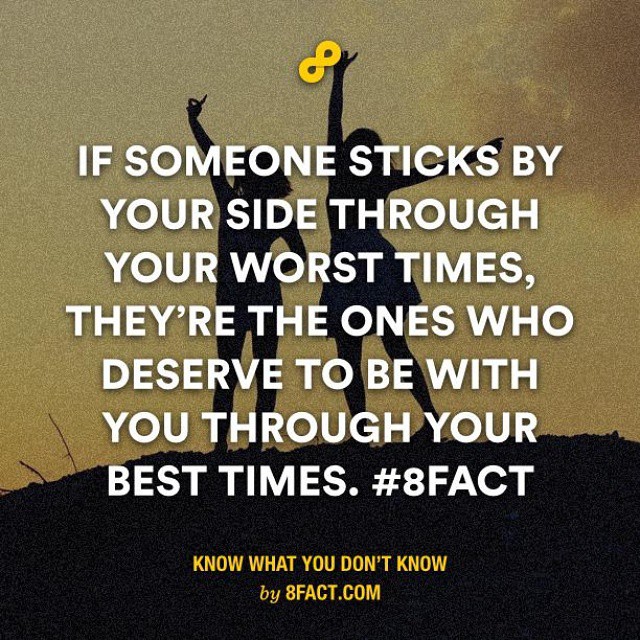 IF SOMEONE STICKS BY
YOUR SIDE THROUGH
YOUR WORST TIMES,
THEY’RE THE ONES WHO
DESERVE TO BE WITH
YOU THROUGH YOUR
BEST TIMES. #8FACT
KNOW WHAT YOU DON’T KNOW
by 8FACT.COM